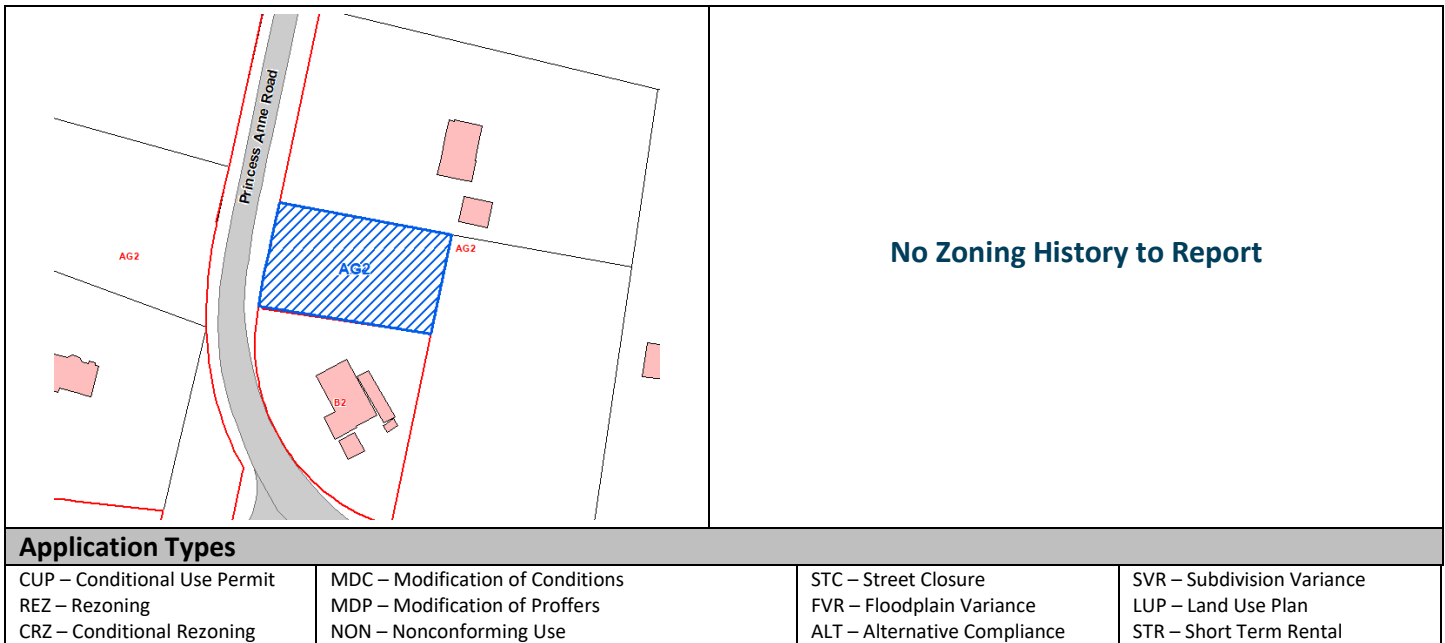 Princess Anne Road
AG2
AG2
AG2
B2
No Zoning History to Report
Application Types
CUP – Conditional Use Permit
REZ – Rezoning
CRZ – Conditional Rezoning
MDC – Modification of Conditions
MDP – Modification of Proffers
NON – Nonconforming Use
STC – Street Closure
FVR – Floodplain Variance
ALT – Alternative Compliance
SVR – Subdivision Variance
LUP – Land Use Plan
STR – Short Term Rental